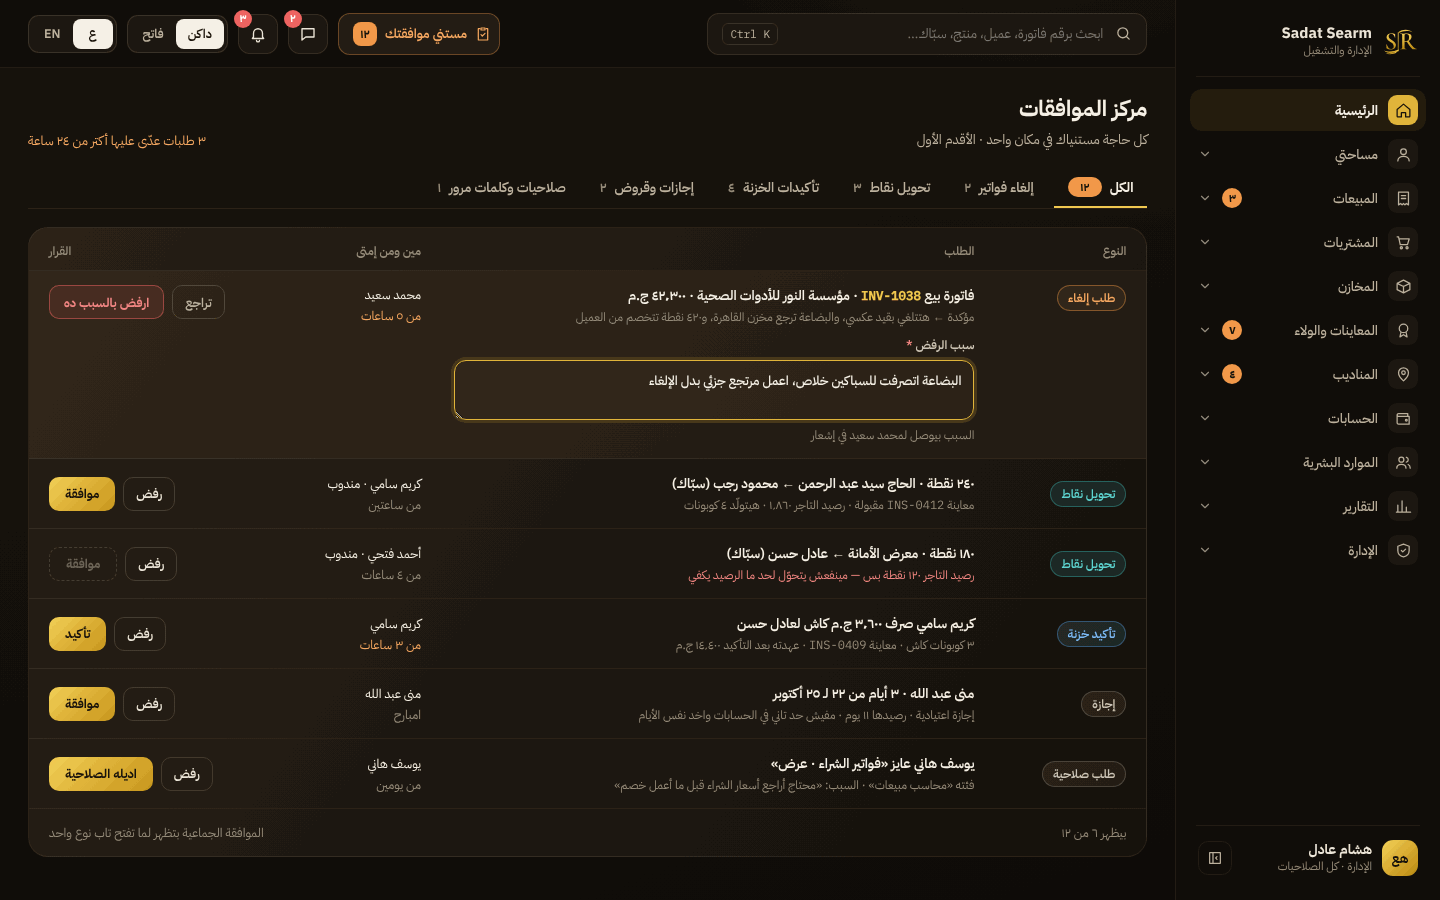 Sadat Searm
الإدارة والتشغيل
الرئيسية
مساحتي
المبيعات ٣
المشتريات
المخازن
المعاينات والولاء ٧
المناديب ٤
الحسابات
الموارد البشرية
التقارير
الإدارة
هع
هشام عادل
الإدارة · كل الصلاحيات
ابحث برقم فاتورة، عميل، منتج، سبّاك... Ctrl K
مستني موافقتك ١٢
٢
٣
داكن فاتح
ع EN
مركز الموافقات
كل حاجة مستنياك في مكان واحد · الأقدم الأول
٣ طلبات عدّى عليها أكتر من ٢٤ ساعة
الكل ١٢ إلغاء فواتير ٢ تحويل نقاط ٣ تأكيدات الخزنة ٤ إجازات وقروض ٢ صلاحيات وكلمات مرور ١
النوع الطلب مين ومن إمتى القرار
طلب إلغاء
فاتورة بيع INV-1038 · مؤسسة النور للأدوات الصحية · ٤٢,٣٠٠ ج.م
مؤكدة ← هتتلغي بقيد عكسي، والبضاعة ترجع مخزن القاهرة، و٤٢٠ نقطة تتخصم من العميل
سبب الرفض *
البضاعة اتصرفت للسباكين خلاص، اعمل مرتجع جزئي بدل الإلغاء
السبب بيوصل لمحمد سعيد في إشعار
محمد سعيد
من ٥ ساعات
تراجع ارفض بالسبب ده
تحويل نقاط
٢٤٠ نقطة · الحاج سيد عبد الرحمن ← محمود رجب (سبّاك)
معاينة INS-0412 مقبولة · رصيد التاجر ١,٨٦٠ · هيتولّد ٤ كوبونات
كريم سامي · مندوب
من ساعتين
رفض موافقة
تحويل نقاط
١٨٠ نقطة · معرض الأمانة ← عادل حسن (سبّاك)
رصيد التاجر ١٢٠ نقطة بس — مينفعش يتحوّل لحد ما الرصيد يكفي
أحمد فتحي · مندوب
من ٤ ساعات
رفض موافقة
تأكيد خزنة
كريم سامي صرف ٣,٦٠٠ ج.م كاش لعادل حسن
٣ كوبونات كاش · معاينة INS-0409 · عهدته بعد التأكيد ١٤,٤٠٠ ج.م
كريم سامي
من ٣ ساعات
رفض تأكيد
إجازة
منى عبد الله · ٣ أيام من ٢٢ لـ ٢٥ أكتوبر
إجازة اعتيادية · رصيدها ١١ يوم · مفيش حد تاني في الحسابات واخد نفس الأيام
منى عبد الله
امبارح
رفض موافقة
طلب صلاحية
يوسف هاني عايز «فواتير الشراء · عرض»
فئته «محاسب مبيعات» · السبب: «محتاج أراجع أسعار الشراء قبل ما أعمل خصم»
يوسف هاني
من يومين
رفض اديله الصلاحية
بيظهر ٦ من ١٢
الموافقة الجماعية بتظهر لما تفتح تاب نوع واحد